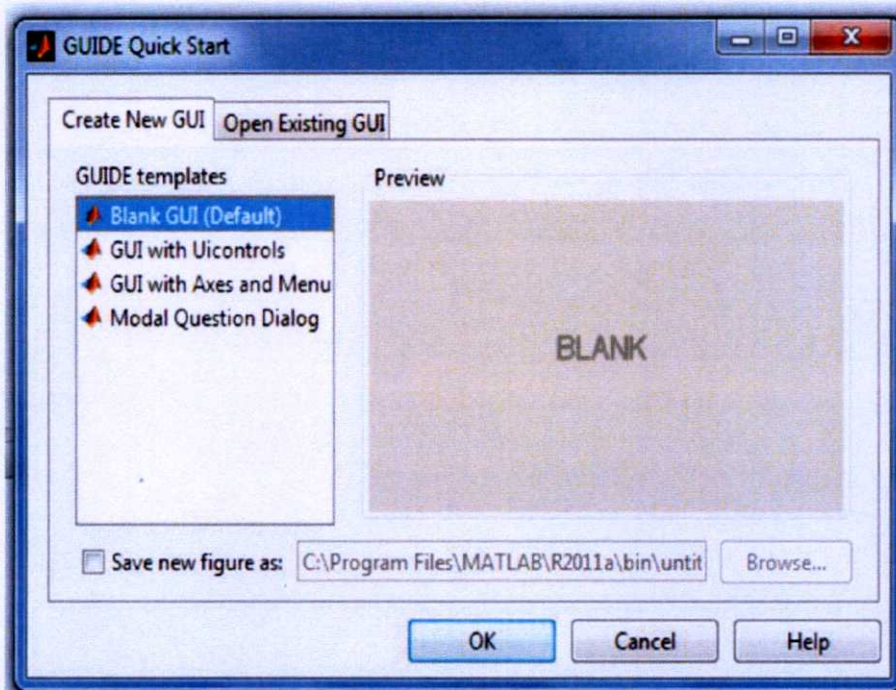 GUIDE Quick Start
Create New GUI
Open Existing GUI
GUIDE templates
Blank GUI (Default)
GUI with Uicontrols
GUI with Axes and Menu
Modal Question Dialog
Preview
BLANK
Save new figure as:
C:\Program Files\MATLAB\R2011a\bin\untit
Browse...
OK
Cancel
Help